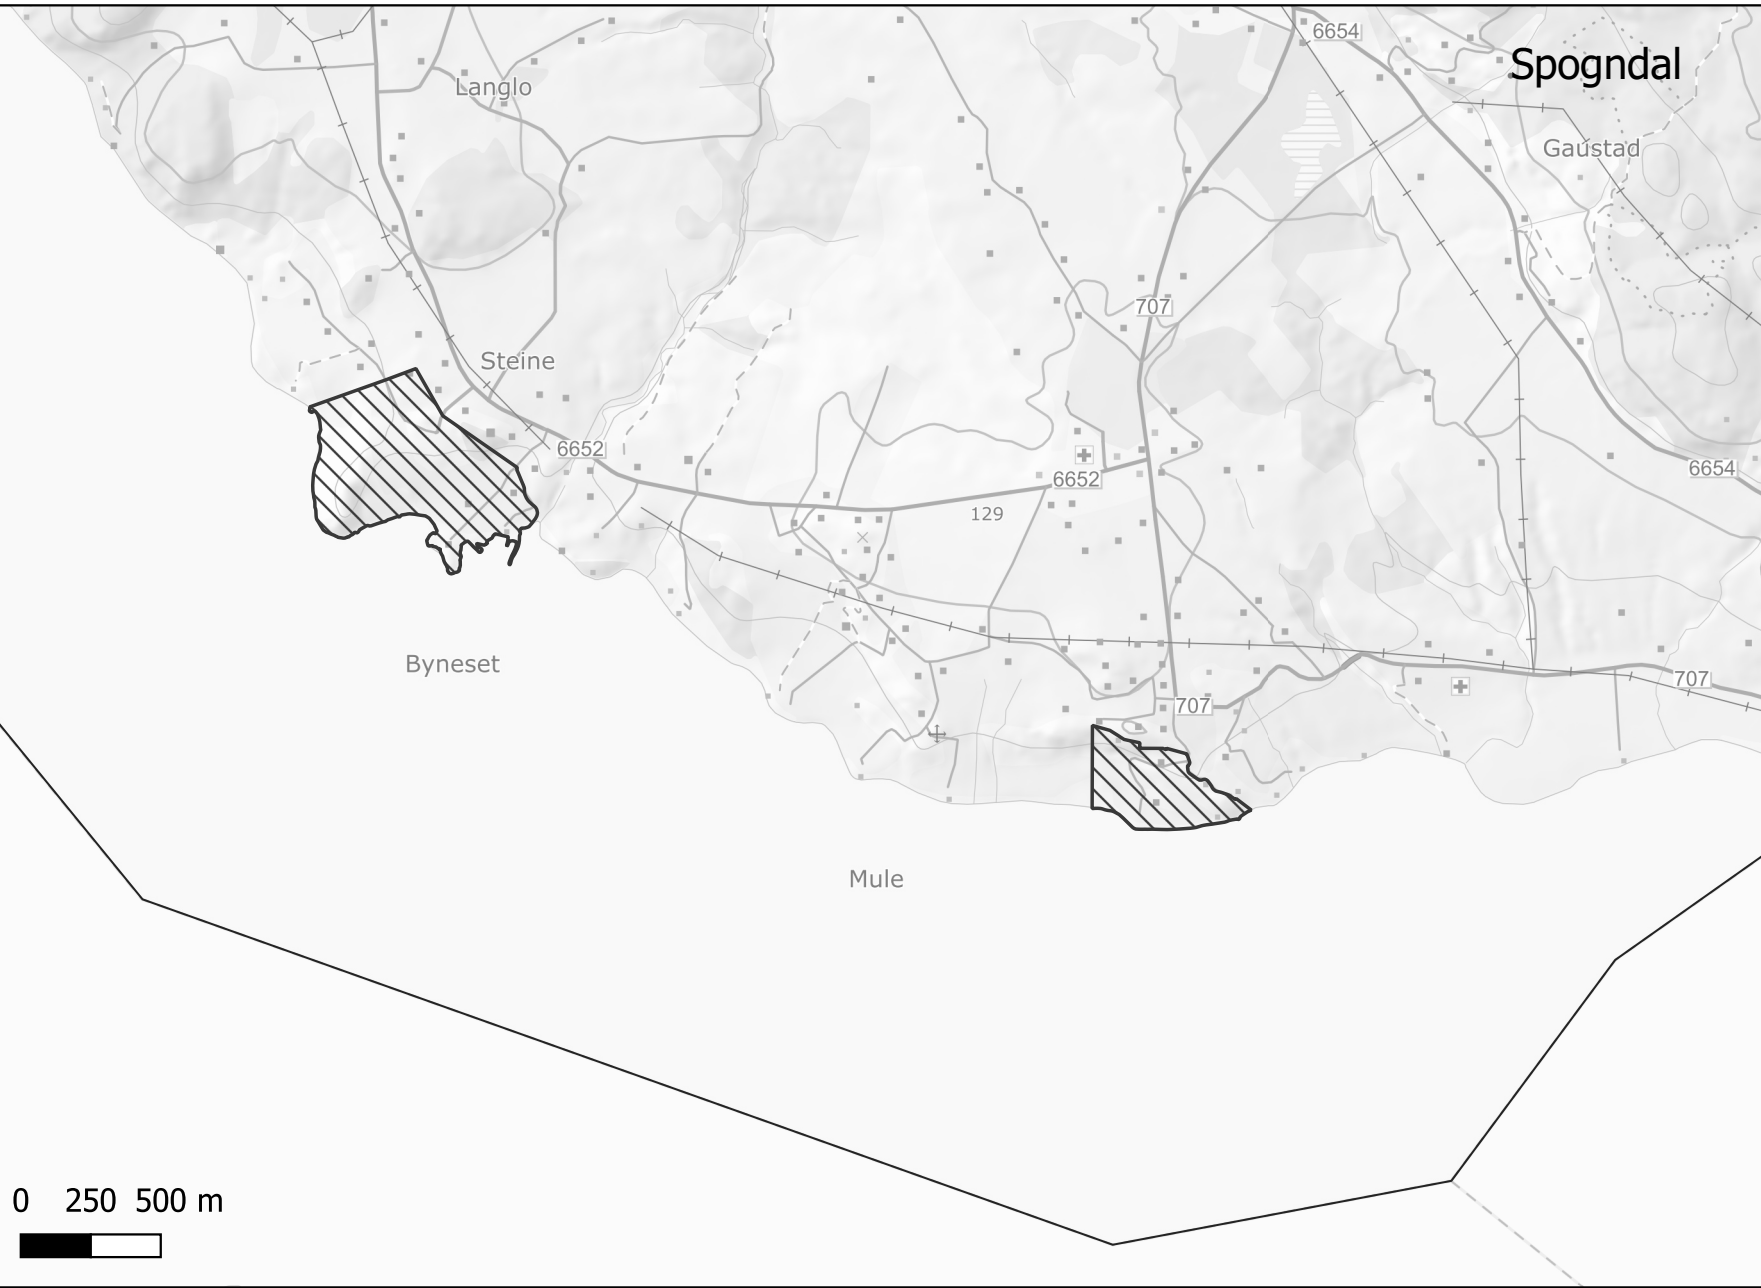 6654
Spogndal
Langlo
Gaustad
707
Steine
6652
6652
6654
129
Byneset
707
707
Mule
0 250 500 m